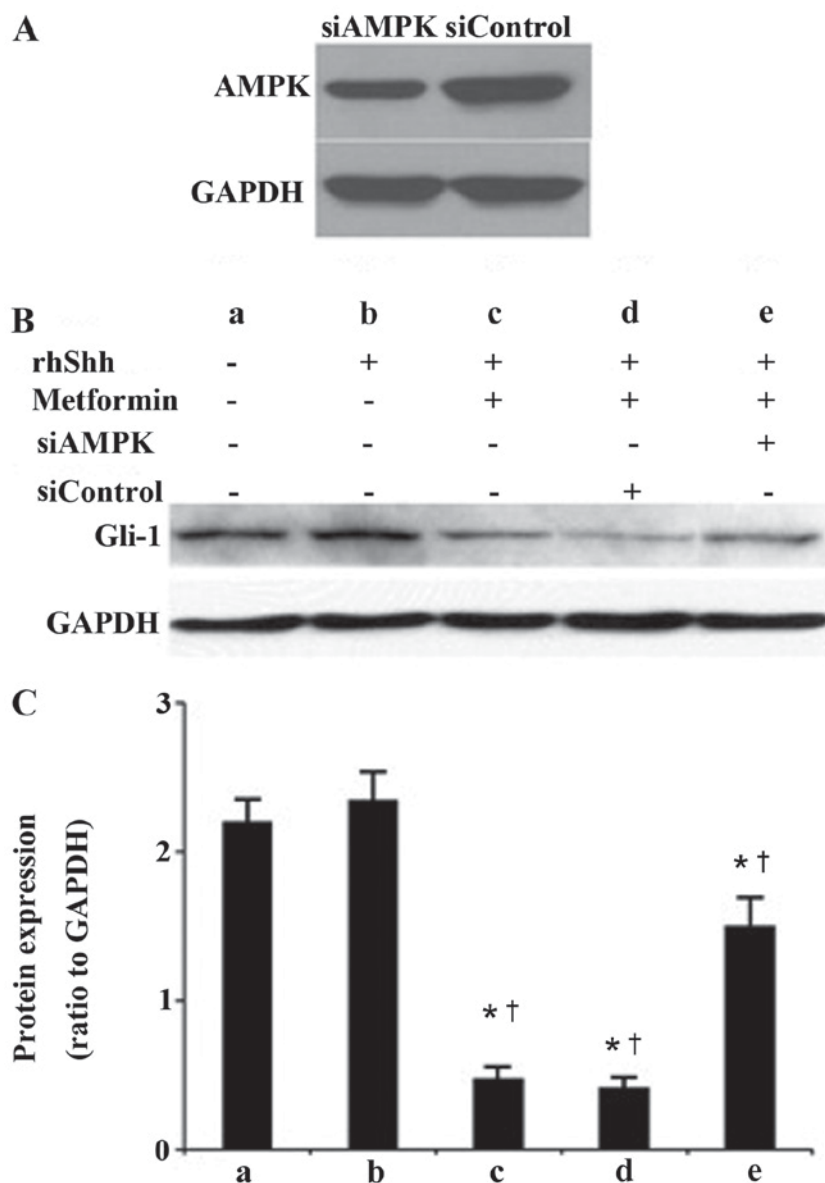 A
siAMPK siControl
AMPK
GAPDH
B
a b c d e
rhShh - + + + +
Metformin - - + + +
siAMPK - - - - +
siControl - - - + -
Gli-1
GAPDH
C
Protein expression
(ratio to GAPDH)
3
2
1
0
* †
* †
* †
a b c d e